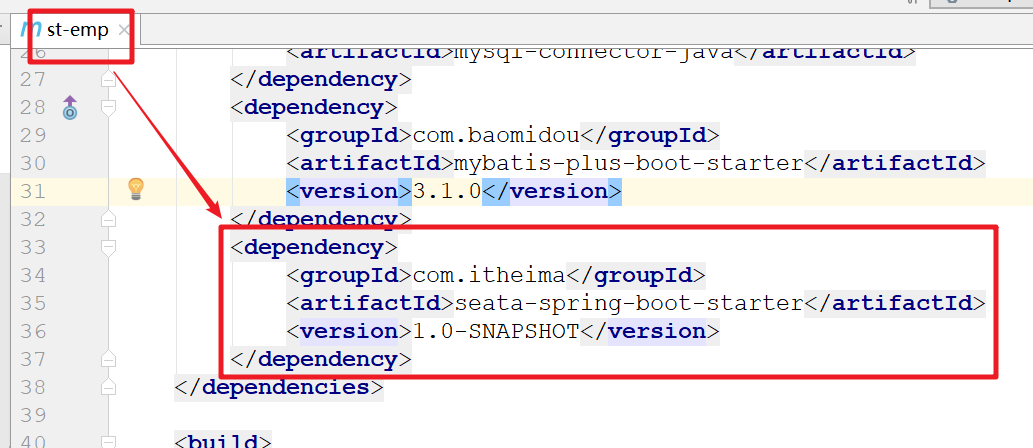 st-emp
26 <artifactId>mysql-connector-java</artifactId>
27 </dependency>
28 <dependency>
29 <groupId>com.baomidou</groupId>
30 <artifactId>mybatis-plus-boot-starter</artifactId>
31 <version>3.1.0</version>
32 </dependency>
33 <dependency>
34 <groupId>com.itheima</groupId>
35 <artifactId>seata-spring-boot-starter</artifactId>
36 <version>1.0-SNAPSHOT</version>
37 </dependency>
38 </dependencies>
39
40 <build>